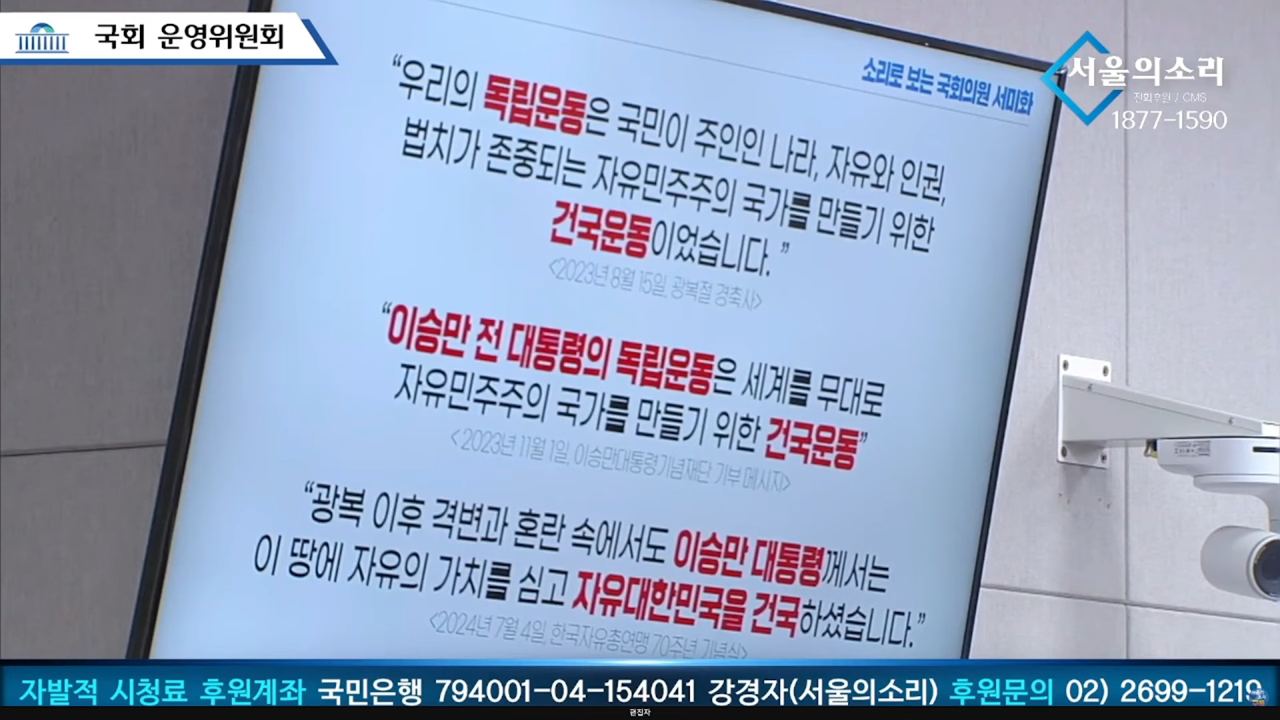 국회 운영위원회
서울의소리
전화후원 / CMS
1877-1590
소리로 보는 국회의원 서미화
“우리의 독립운동은 국민이 주인인 나라, 자유와 인권,
법치가 존중되는 자유민주주의 국가를 만들기 위한
건국운동이었습니다.”
<2023년 8월 15일, 광복절 경축사>
“이승만 전 대통령의 독립운동은 세계를 무대로
자유민주주의 국가를 만들기 위한 건국운동”
<2023년 11월 1일, 이승만대통령기념재단 기부 메시지>
“광복 이후 격변과 혼란 속에서도 이승만 대통령께서는
이 땅에 자유의 가치를 심고 자유대한민국을 건국하셨습니다.”
<2024년 7월 4일, 한국자유총연맹 70주년 기념식>
자발적 시청료 후원계좌 국민은행 794001-04-154041 강경자(서울의소리) 후원문의 02) 2699-1219
편집자